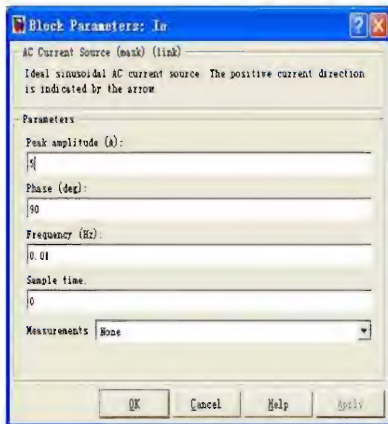 Block Parameters: Io
AC Current Source (mask) (link)
Ideal sinusoidal AC current source. The positive current direction
is indicated by the arrow
Parameters
Peak amplitude (A):
5
Phase (deg):
90
Frequency (Hz):
0.01
Sample time.
0
Measurements None
OK Cancel Help Apply